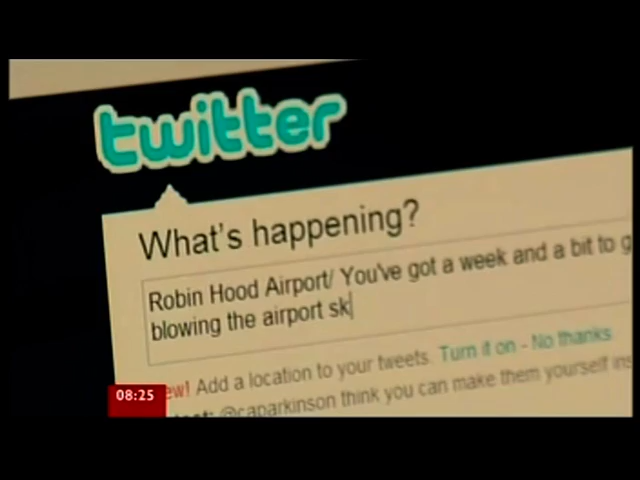 twitter
What's happening?
Robin Hood Airport/ You've got a week and a bit to g
blowing the airport sk
ew! Add a location to your tweets. Turn it on - No thanks
@caparkinson think you can make them yourself ins
08:25